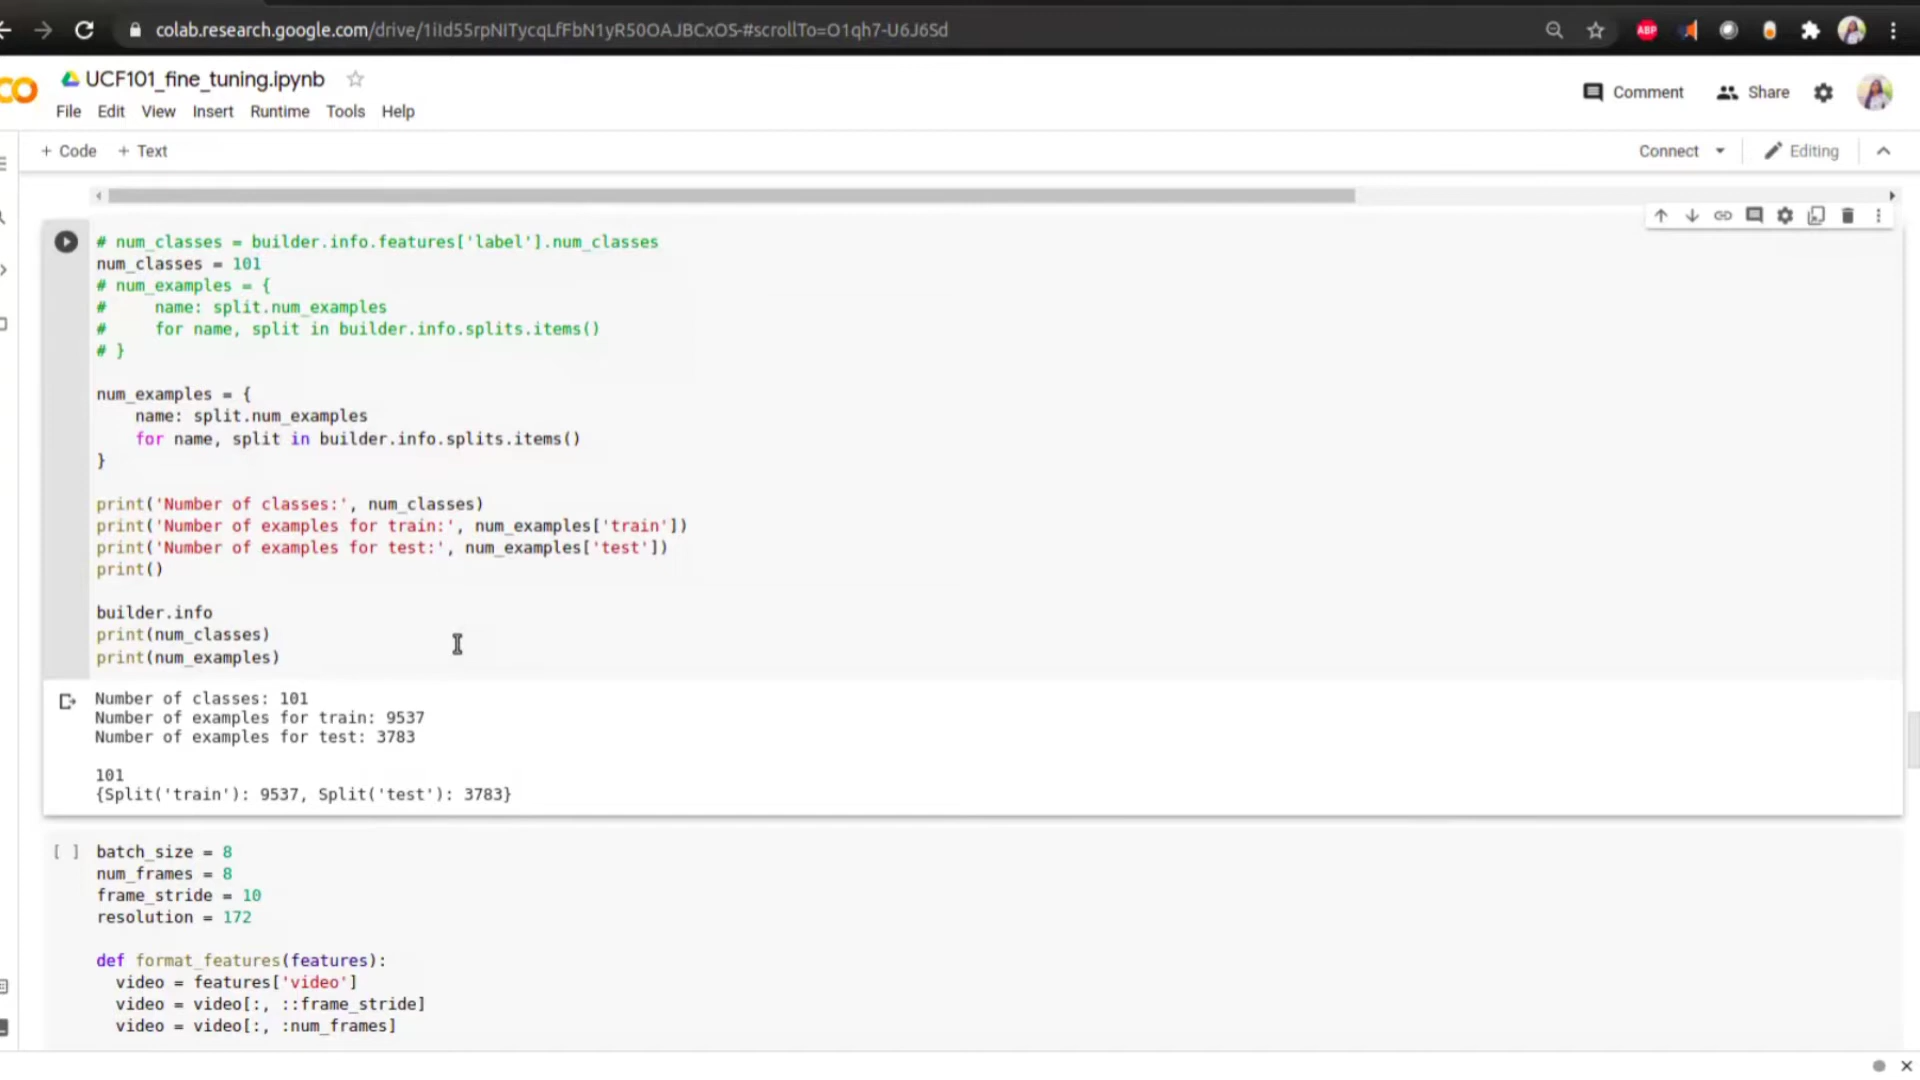 colab.research.google.com/drive/1iId55rpNITycqLfFbN1yR50OAJBCxOS-#scrollTo=O1qh7-U6J6Sd
ABP
UCF101_fine_tuning.ipynb
Comment
Share
File Edit View Insert Runtime Tools Help
+ Code + Text
Connect
Editing
# num_classes = builder.info.features['label'].num_classes
num_classes = 101
# num_examples = {
#     name: split.num_examples
#     for name, split in builder.info.splits.items()
# }
num_examples = {
    name: split.num_examples
    for name, split in builder.info.splits.items()
}
print('Number of classes:', num_classes)
print('Number of examples for train:', num_examples['train'])
print('Number of examples for test:', num_examples['test'])
print()
builder.info
print(num_classes)
print(num_examples)
Number of classes: 101
Number of examples for train: 9537
Number of examples for test: 3783
101
{Split('train'): 9537, Split('test'): 3783}
[ ] batch_size = 8
num_frames = 8
frame_stride = 10
resolution = 172
def format_features(features):
  video = features['video']
  video = video[:, ::frame_stride]
  video = video[:, :num_frames]